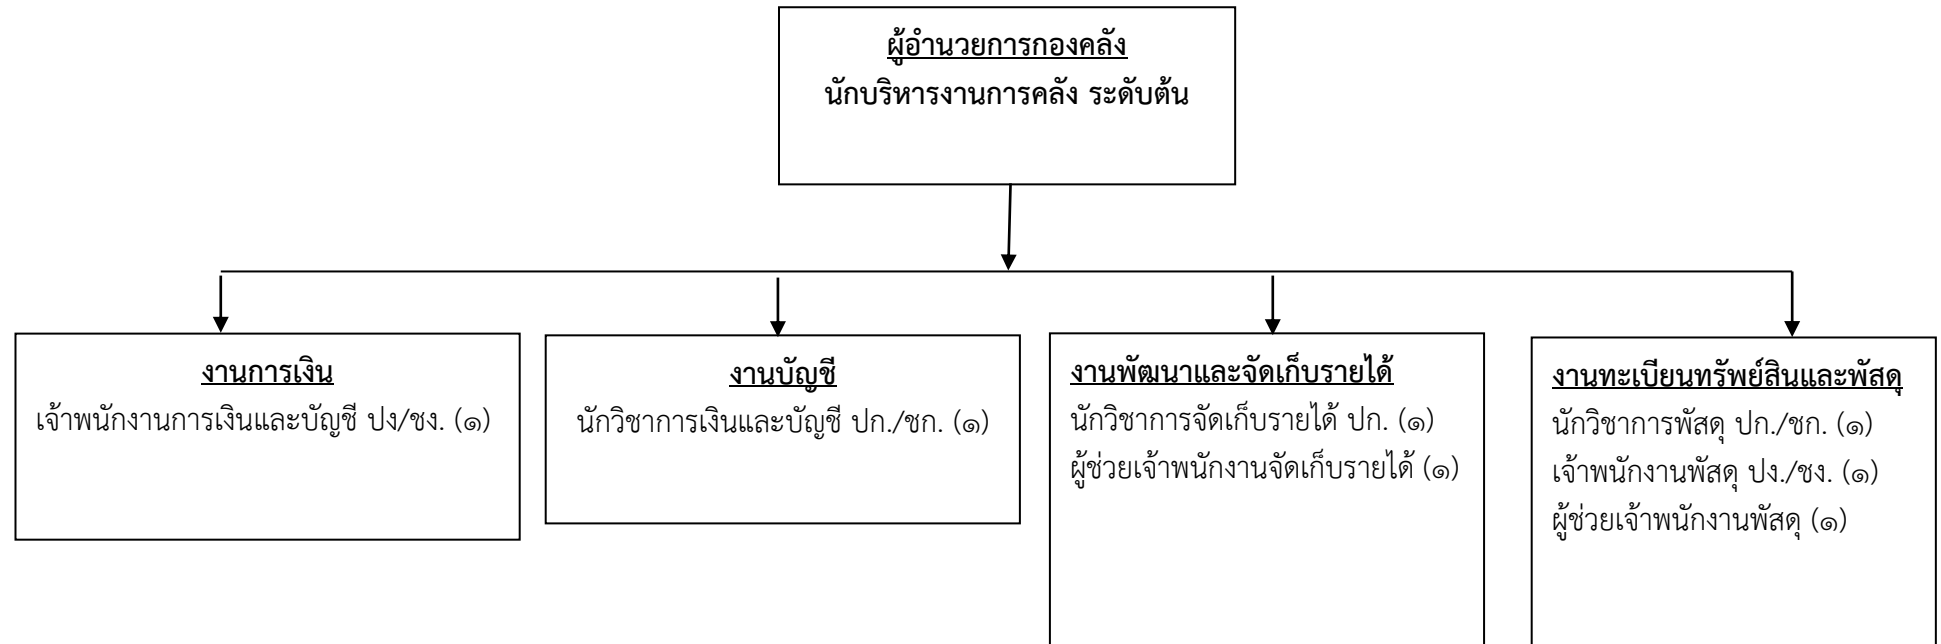 ผู้อำนวยการกองคลัง
นักบริหารงานการคลัง ระดับต้น
งานการเงิน
เจ้าพนักงานการเงินและบัญชี ปง/ชง. (๑)
งานบัญชี
นักวิชาการเงินและบัญชี ปก./ชก. (๑)
งานพัฒนาและจัดเก็บรายได้
นักวิชาการจัดเก็บรายได้ ปก. (๑)
ผู้ช่วยเจ้าพนักงานจัดเก็บรายได้ (๑)
งานทะเบียนทรัพย์สินและพัสดุ
นักวิชาการพัสดุ ปก./ชก. (๑)
เจ้าพนักงานพัสดุ ปง./ชง. (๑)
ผู้ช่วยเจ้าพนักงานพัสดุ (๑)